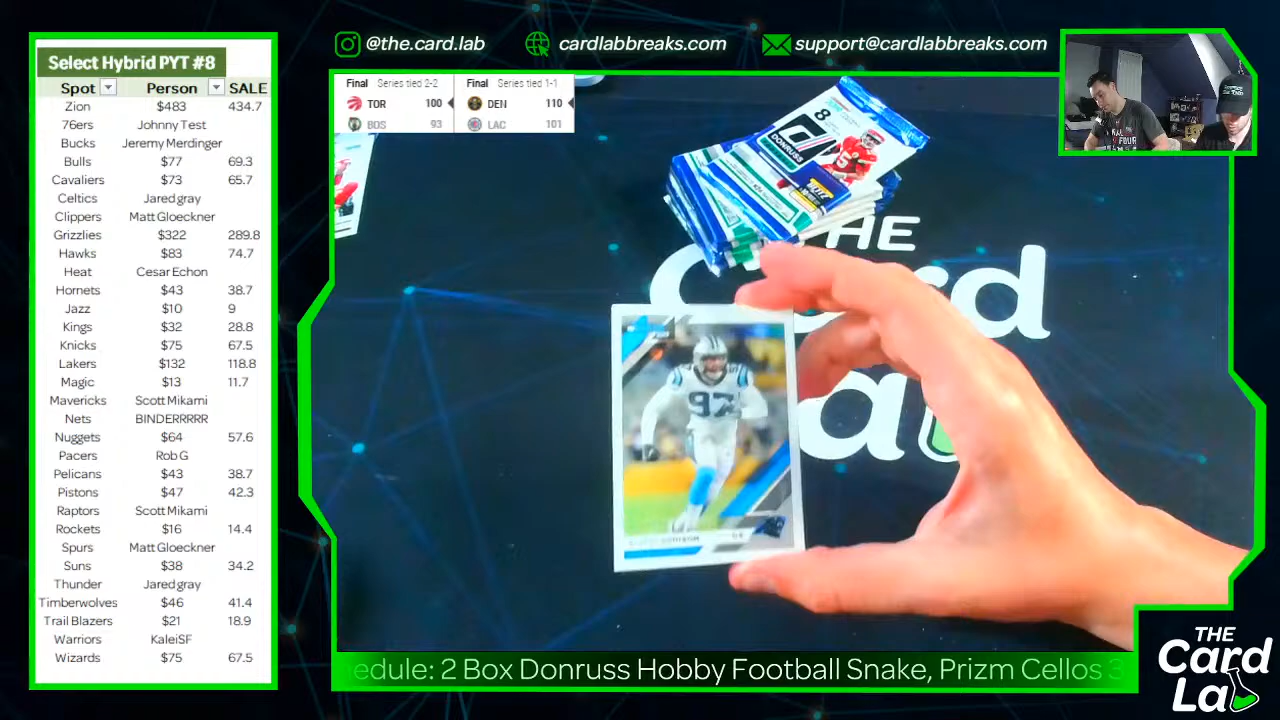 Select Hybrid PYT #8
Spot Person SALE
Zion $483 434.7
76ers Johnny Test
Bucks Jeremy Merdinger
Bulls $77 69.3
Cavaliers $73 65.7
Celtics Jared gray
Clippers Matt Gloeckner
Grizzlies $322 289.8
Hawks $83 74.7
Heat Cesar Echon
Hornets $43 38.7
Jazz $10 9
Kings $32 28.8
Knicks $75 67.5
Lakers $132 118.8
Magic $13 11.7
Mavericks Scott Mikami
Nets BINDERRRRR
Nuggets $64 57.6
Pacers Rob G
Pelicans $43 38.7
Pistons $47 42.3
Raptors Scott Mikami
Rockets $16 14.4
Spurs Matt Gloeckner
Suns $38 34.2
Thunder Jared gray
Timberwolves $46 41.4
Trail Blazers $21 18.9
Warriors KaleiSF
Wizards $75 67.5
@the.card.lab cardlabbreaks.com support@cardlabbreaks.com
Final Series tied 2-2 Final Series tied 1-1
TOR 100 DEN 110
BOS 93 LAC 101
8
DONRUSS
15
THE
97
edule: 2 Box Donruss Hobby Football Snake, Prizm Cellos 3
THE
Card
La